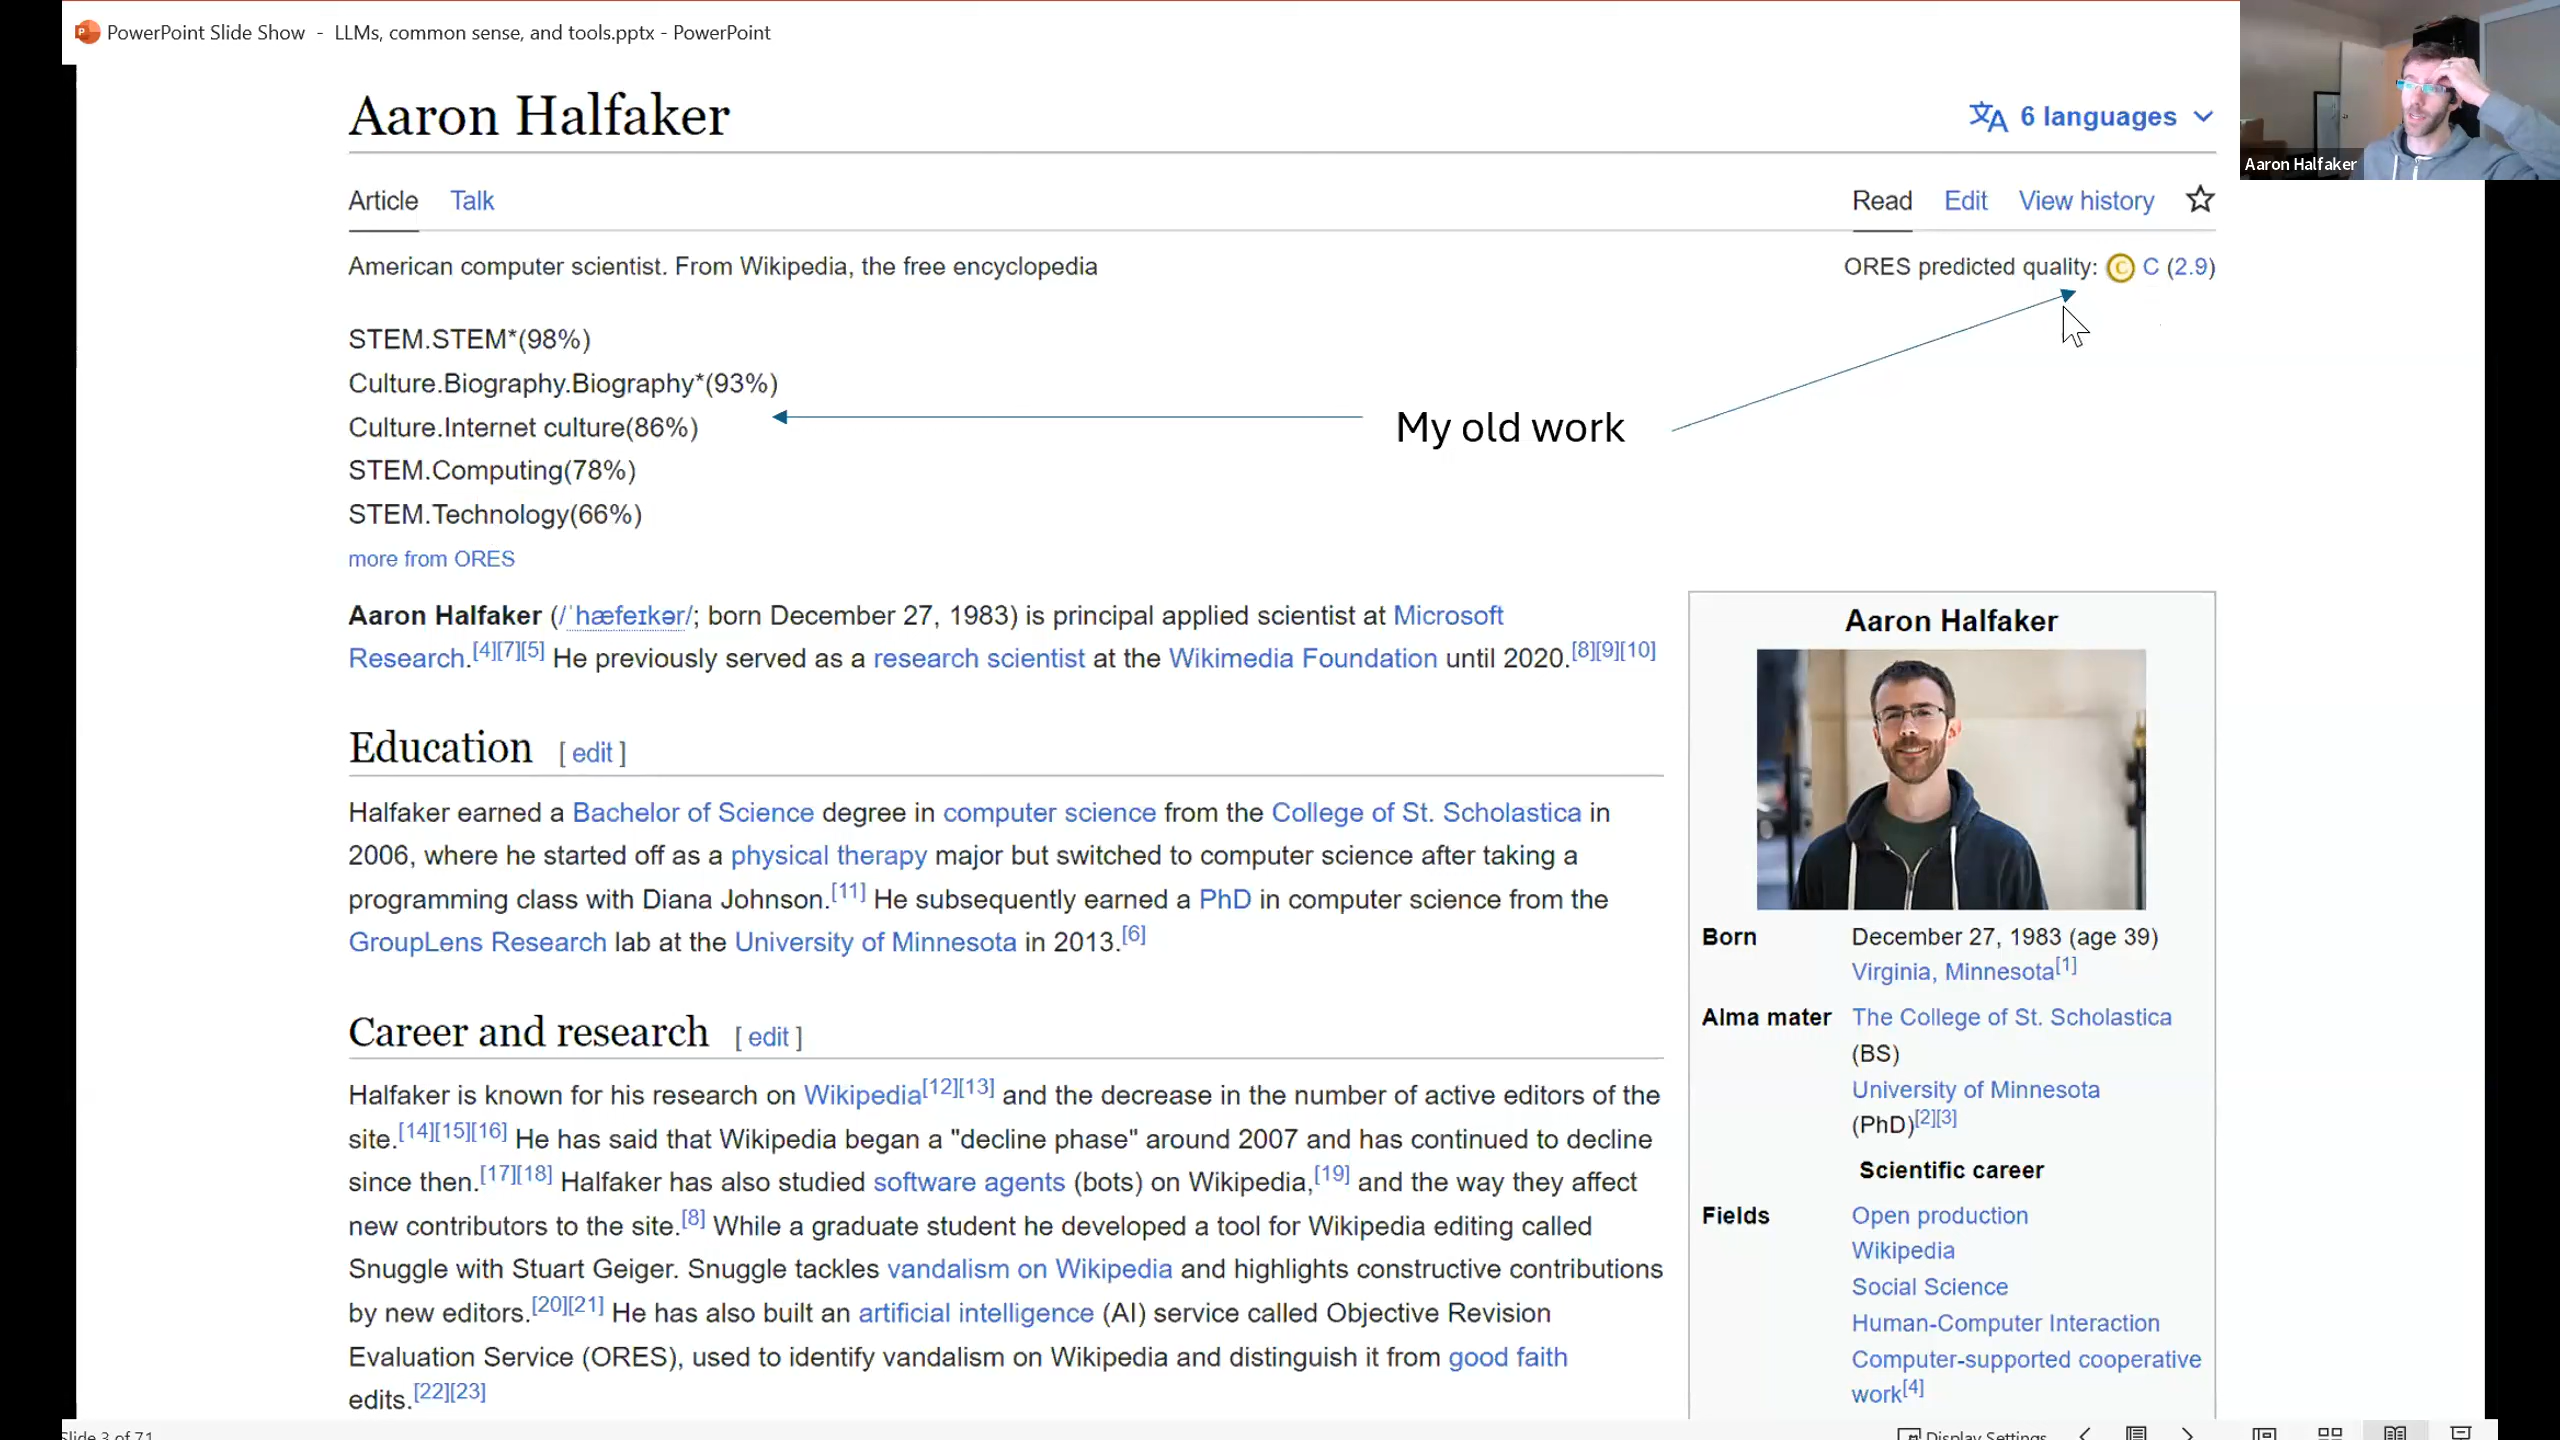 PowerPoint Slide Show - LLMs, common sense, and tools.pptx - PowerPoint
Aaron Halfaker
Aaron Halfaker
6 languages
Article Talk
Read Edit View history
American computer scientist. From Wikipedia, the free encyclopedia
ORES predicted quality: C C (2.9)
STEM.STEM*(98%)
Culture.Biography.Biography*(93%)
Culture.Internet culture(86%)
STEM.Computing(78%)
STEM.Technology(66%)
more from ORES
My old work
Aaron Halfaker (/ˈhæfeɪkər/; born December 27, 1983) is principal applied scientist at Microsoft
Research.[4][7][5] He previously served as a research scientist at the Wikimedia Foundation until 2020.[8][9][10]
Education [ edit ]
Halfaker earned a Bachelor of Science degree in computer science from the College of St. Scholastica in
2006, where he started off as a physical therapy major but switched to computer science after taking a
programming class with Diana Johnson.[11] He subsequently earned a PhD in computer science from the
GroupLens Research lab at the University of Minnesota in 2013.[6]
Career and research [ edit ]
Halfaker is known for his research on Wikipedia[12][13] and the decrease in the number of active editors of the
site.[14][15][16] He has said that Wikipedia began a "decline phase" around 2007 and has continued to decline
since then.[17][18] Halfaker has also studied software agents (bots) on Wikipedia,[19] and the way they affect
new contributors to the site.[8] While a graduate student he developed a tool for Wikipedia editing called
Snuggle with Stuart Geiger. Snuggle tackles vandalism on Wikipedia and highlights constructive contributions
by new editors.[20][21] He has also built an artificial intelligence (AI) service called Objective Revision
Evaluation Service (ORES), used to identify vandalism on Wikipedia and distinguish it from good faith
edits.[22][23]
Aaron Halfaker
Born December 27, 1983 (age 39)
Virginia, Minnesota[1]
Alma mater The College of St. Scholastica
(BS)
University of Minnesota
(PhD)[2][3]
Scientific career
Fields Open production
Wikipedia
Social Science
Human-Computer Interaction
Computer-supported cooperative
work[4]
Slide 3 of 71
Display Settings